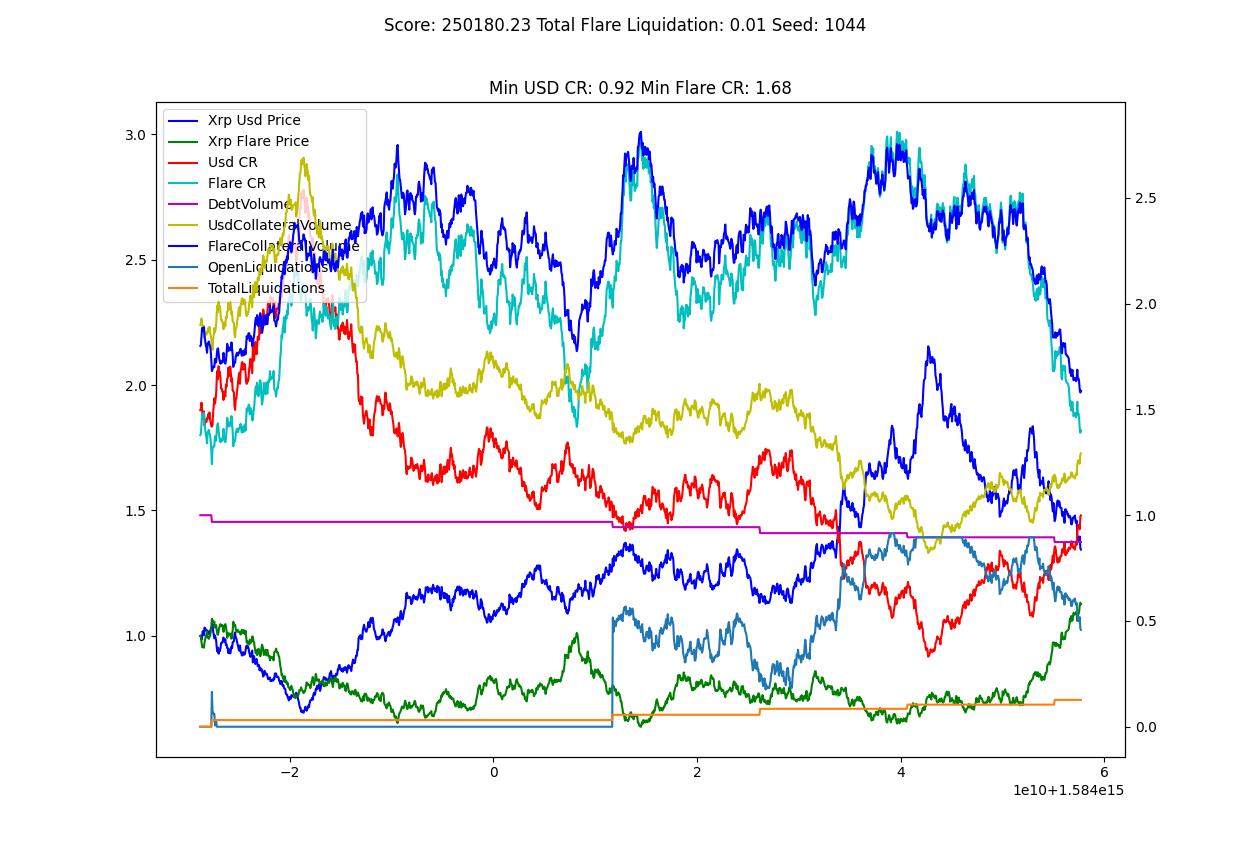 Score: 250180.23 Total Flare Liquidation: 0.01 Seed: 1044
Min USD CR: 0.92 Min Flare CR: 1.68
Xrp Usd Price
Xrp Flare Price
Usd CR
Flare CR
DebtVolume
UsdCollateralVolume
FlareCollateralVolume
OpenLiquidations
TotalLiquidations
3.0
2.5
2.0
1.5
1.0
2.5
2.0
1.5
1.0
0.5
0.0
−2
0
2
4
6
1e10+1.584e15